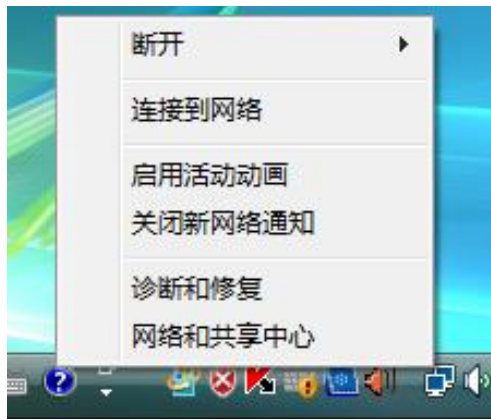 断开
连接到网络
启用活动动画
关闭新网络通知
诊断和修复
网络和共享中心